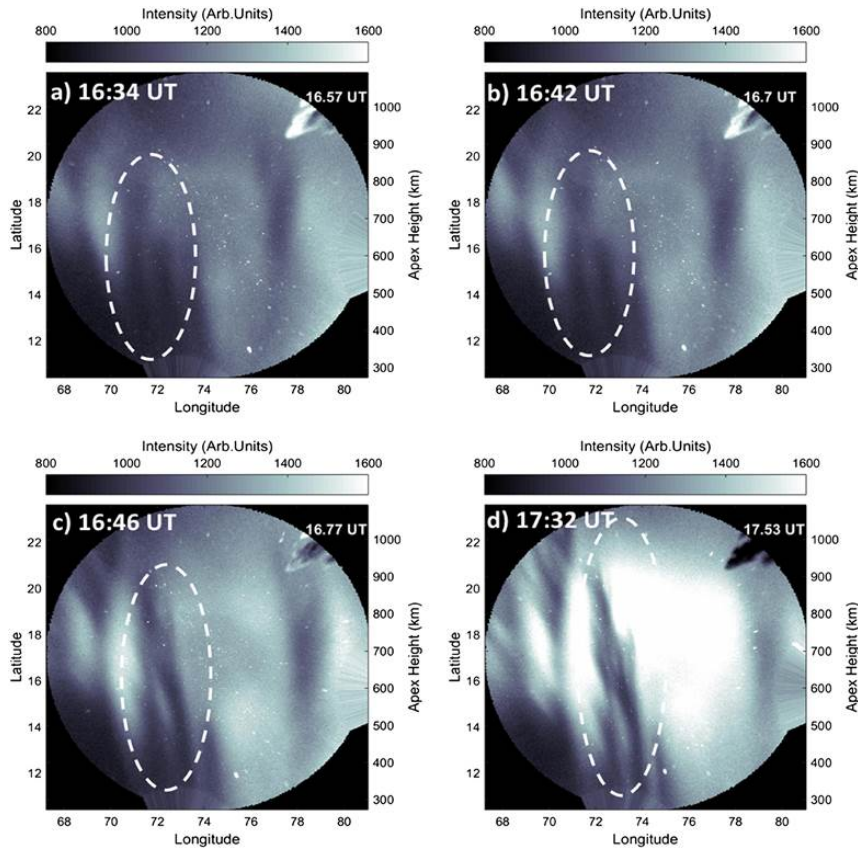 Intensity (Arb.Units)
800 1000 1200 1400 1600
a) 16:34 UT
16.57 UT
Latitude
22
20
18
16
14
12
1000
900
800
700
600
500
400
300
Apex Height (km)
68 70 72 74 76 78 80
Longitude
Intensity (Arb.Units)
800 1000 1200 1400 1600
b) 16:42 UT
16.7 UT
Latitude
22
20
18
16
14
12
1000
900
800
700
600
500
400
300
Apex Height (km)
68 70 72 74 76 78 80
Longitude
Intensity (Arb.Units)
800 1000 1200 1400 1600
c) 16:46 UT
16.77 UT
Latitude
22
20
18
16
14
12
1000
900
800
700
600
500
400
300
Apex Height (km)
68 70 72 74 76 78 80
Longitude
Intensity (Arb.Units)
800 1000 1200 1400 1600
d) 17:32 UT
17.53 UT
Latitude
22
20
18
16
14
12
1000
900
800
700
600
500
400
300
Apex Height (km)
68 70 72 74 76 78 80
Longitude